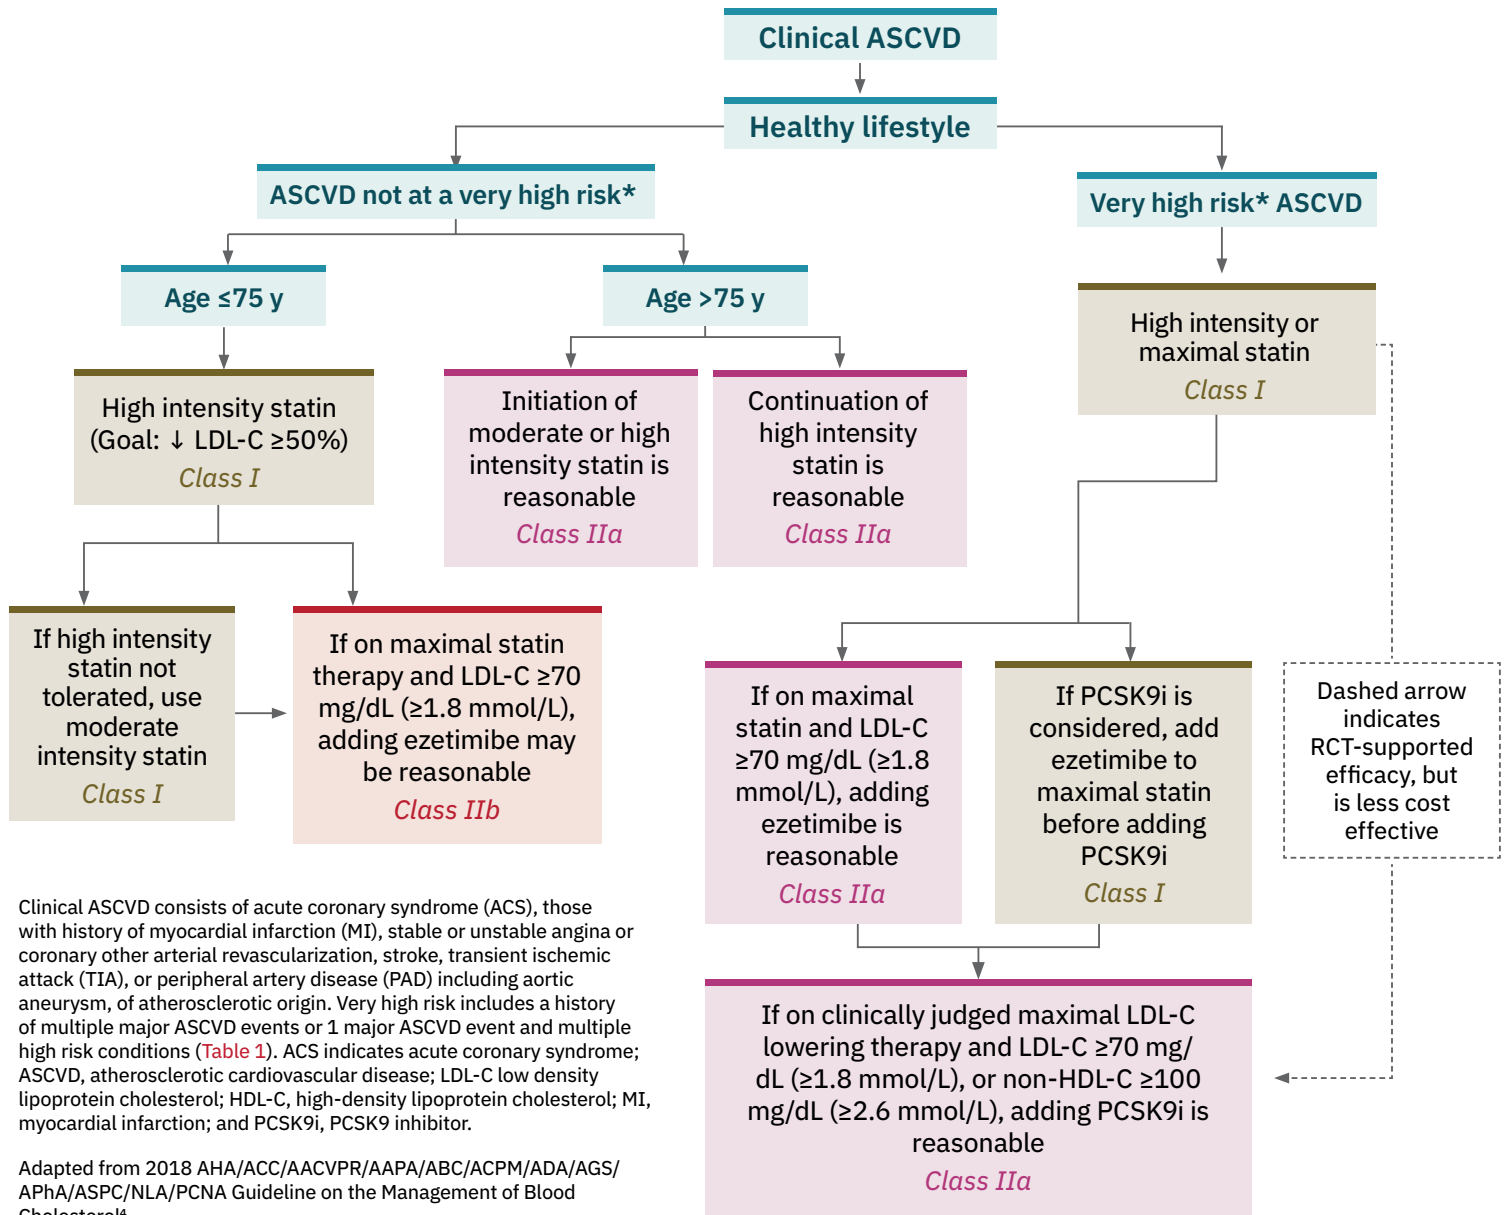 Clinical ASCVD
Healthy lifestyle
ASCVD not at a very high risk*
Very high risk* ASCVD
Age ≤75 y
Age >75 y
High intensity statin
(Goal: ↓ LDL-C ≥50%)
Class I
Initiation of
moderate or high
intensity statin is
reasonable
Class IIa
Continuation of
high intensity
statin is
reasonable
Class IIa
High intensity or
maximal statin
Class I
If high intensity
statin not
tolerated, use
moderate
intensity statin
Class I
If on maximal statin
therapy and LDL-C ≥70
mg/dL (≥1.8 mmol/L),
adding ezetimibe may
be reasonable
Class IIb
If on maximal
statin and LDL-C
≥70 mg/dL (≥1.8
mmol/L), adding
ezetimibe is
reasonable
Class IIa
If PCSK9i is
considered, add
ezetimibe to
maximal statin
before adding
PCSK9i
Class I
Dashed arrow
indicates
RCT-supported
efficacy, but
is less cost
effective
If on clinically judged maximal LDL-C
lowering therapy and LDL-C ≥70 mg/
dL (≥1.8 mmol/L), or non-HDL-C ≥100
mg/dL (≥2.6 mmol/L), adding PCSK9i is
reasonable
Class IIa
Clinical ASCVD consists of acute coronary syndrome (ACS), those
with history of myocardial infarction (MI), stable or unstable angina or
coronary other arterial revascularization, stroke, transient ischemic
attack (TIA), or peripheral artery disease (PAD) including aortic
aneurysm, of atherosclerotic origin. Very high risk includes a history
of multiple major ASCVD events or 1 major ASCVD event and multiple
high risk conditions (Table 1). ACS indicates acute coronary syndrome;
ASCVD, atherosclerotic cardiovascular disease; LDL-C low density
lipoprotein cholesterol; HDL-C, high-density lipoprotein cholesterol; MI,
myocardial infarction; and PCSK9i, PCSK9 inhibitor.
Adapted from 2018 AHA/ACC/AACVPR/AAPA/ABC/ACPM/ADA/AGS/
APhA/ASPC/NLA/PCNA Guideline on the Management of Blood
Cholesterol⁴